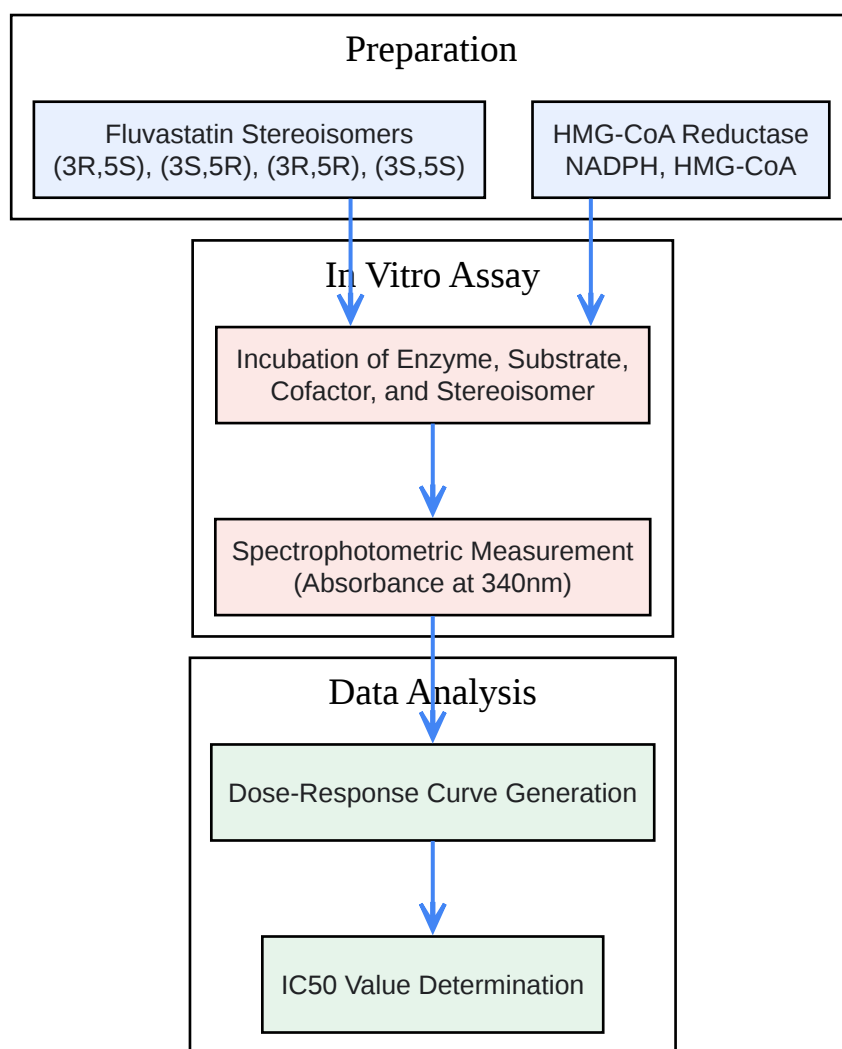 Preparation
Fluvastatin Stereoisomers
(3R,5S), (3S,5R), (3R,5R), (3S,5S)
HMG-CoA Reductase
NADPH, HMG-CoA
In Vitro Assay
Incubation of Enzyme, Substrate,
Cofactor, and Stereoisomer
Spectrophotometric Measurement
(Absorbance at 340nm)
Data Analysis
Dose-Response Curve Generation
IC50 Value Determination